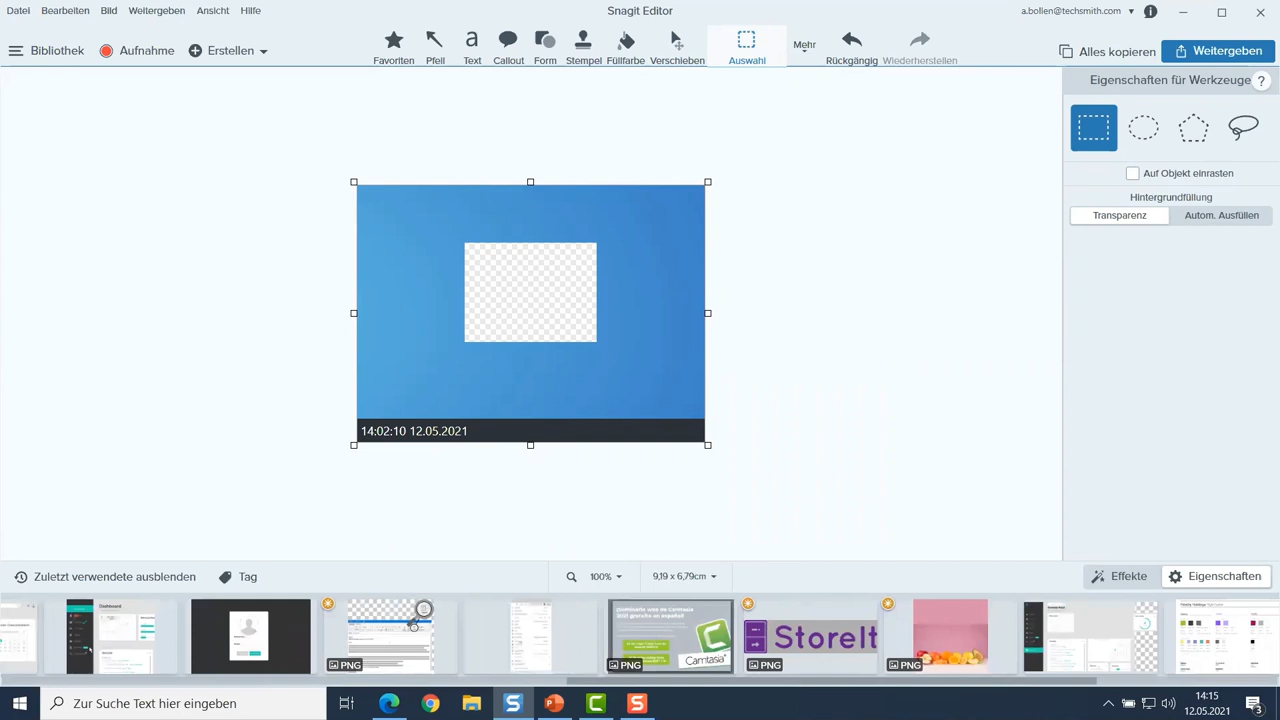 Datei Bearbeiten Bild Weitergeben Ansicht Hilfe
Snagit Editor
a.bollen@techsmith.com
Bibliothek Aufnahme Erstellen
Favoriten Pfeil Text Callout Form Stempel Füllfarbe Verschieben Auswahl Mehr Rückgängig Wiederherstellen
Alles kopieren Weitergeben
Eigenschaften für Werkzeuge ?
Auf Objekt einrasten
Hintergrundfüllung
Transparenz Autom. Ausfüllen
14:02:10 12.05.2021
Zuletzt verwendete ausblenden Tag
100% 9,19 x 6,79cm
Effekte Eigenschaften
Dashboard
PNG
PNG
Camtasia
StoreIt
PNG
PNG
Zur Suche Text hier eingeben
14:15
12.05.2021
3